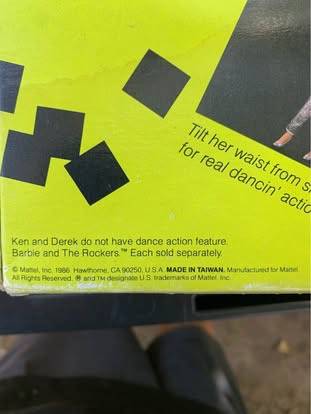 Tilt her waist from
for real dancin' actio
Ken and Derek do not have dance action feature.
Barbie and The Rockers.™ Each sold separately.
© Mattel, Inc. 1986. Hawthorne, CA 90250, U.S.A. MADE IN TAIWAN. Manufactured for Mattel.
All Rights Reserved. ® and TM designate U.S. trademarks of Mattel, Inc.